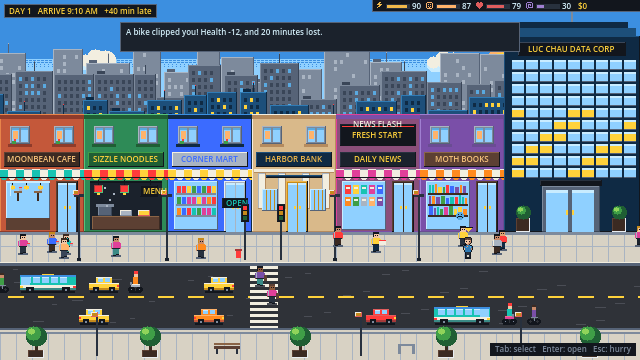 DAY 1 ARRIVE 9:10 AM +40 min late
90 87 79 30 $0
A bike clipped you! Health -12, and 20 minutes lost.
LUC CHAU DATA CORP
NEWS FLASH
FRESH START
MOONBEAN CAFE
SIZZLE NOODLES
CORNER MART
HARBOR BANK
DAILY NEWS
MOTH BOOKS
MENU
OPEN
Tab: select Enter: open Esc: hurry